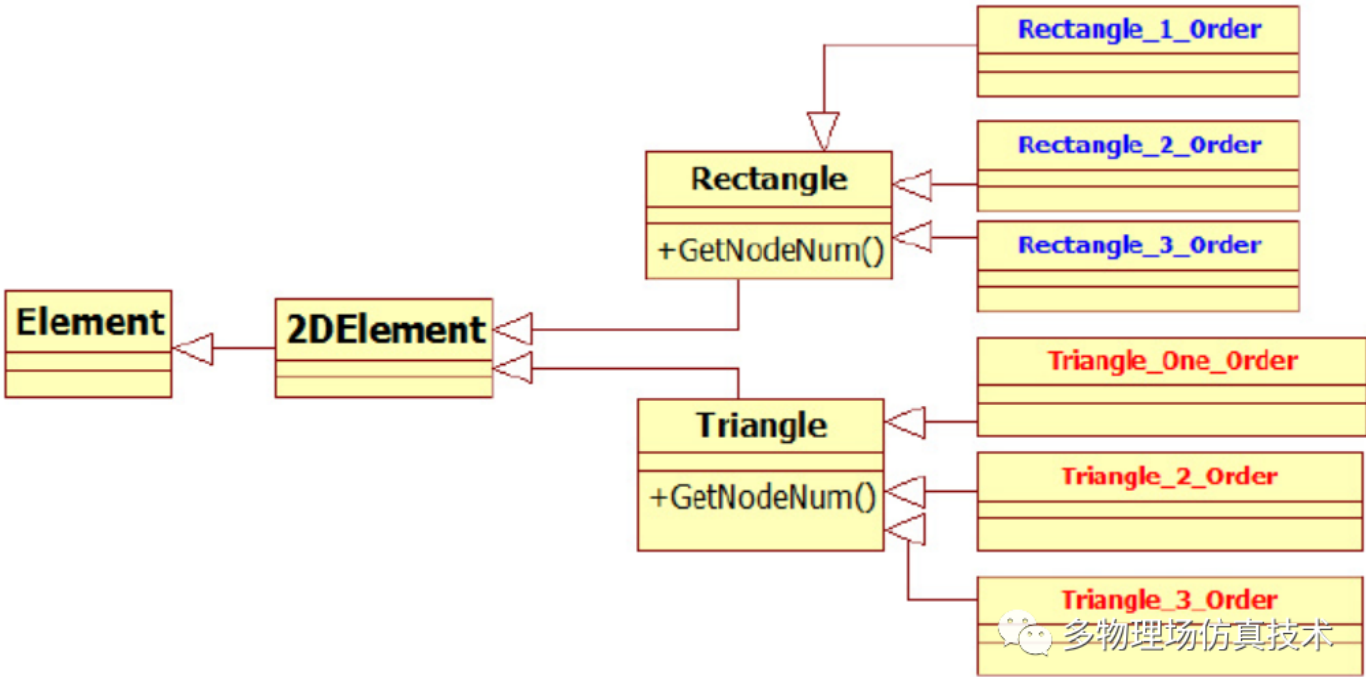 Element
2DElement
Rectangle
+GetNodeNum()
Triangle
+GetNodeNum()
Rectangle_1_Order
Rectangle_2_Order
Rectangle_3_Order
Triangle_One_Order
Triangle_2_Order
Triangle_3_Order
多物理场仿真技术